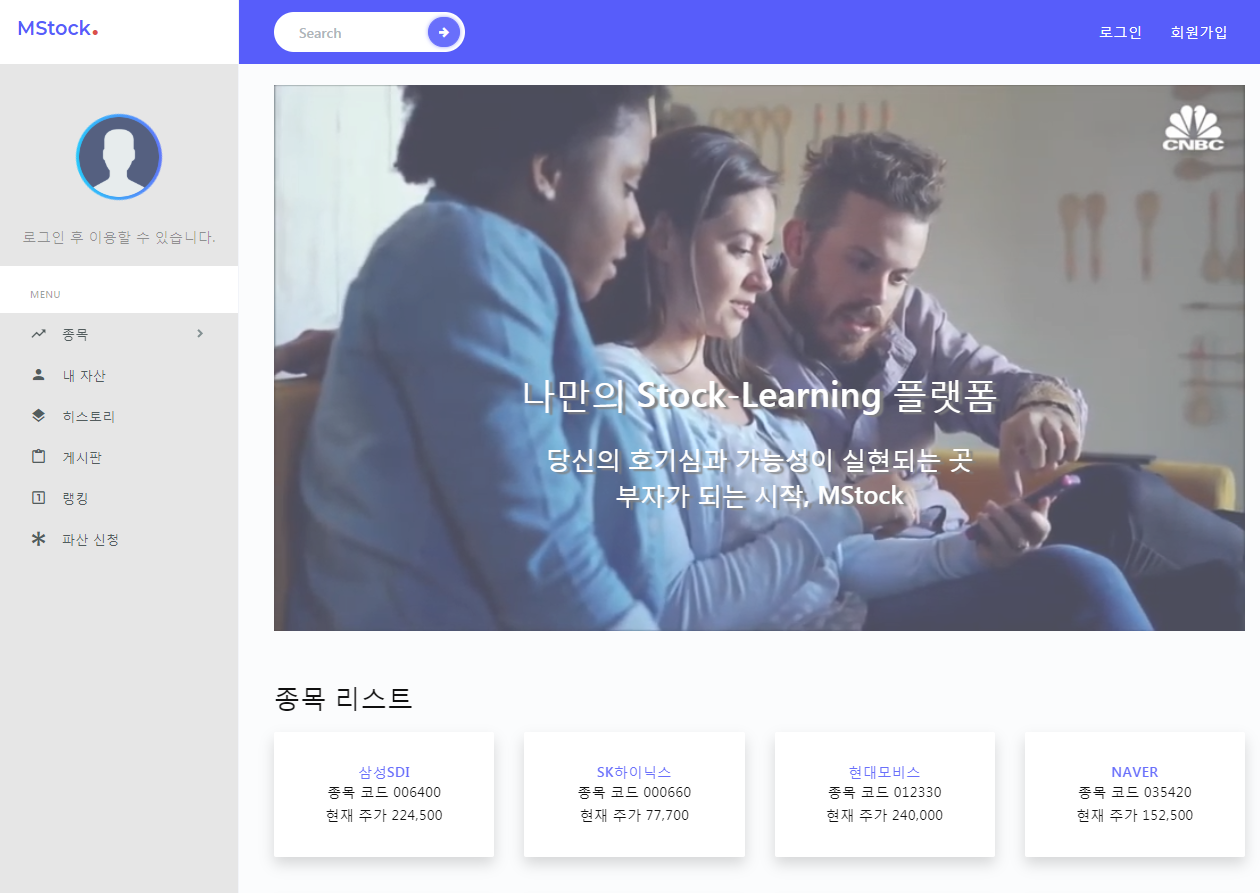 MStock.
Search
로그인
회원가입
로그인 후 이용할 수 있습니다.
MENU
종목
내 자산
히스토리
게시판
랭킹
파산 신청
CNBC
나만의 Stock-Learning 플랫폼
당신의 호기심과 가능성이 실현되는 곳
부자가 되는 시작, MStock
종목 리스트
삼성SDI
종목 코드 006400
현재 주가 224,500
SK하이닉스
종목 코드 000660
현재 주가 77,700
현대모비스
종목 코드 012330
현재 주가 240,000
NAVER
종목 코드 035420
현재 주가 152,500